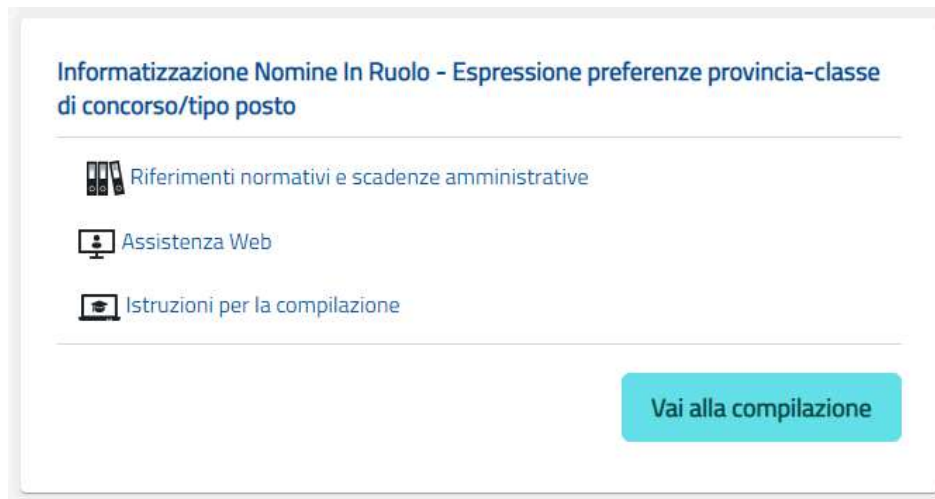 Informatizzazione Nomine In Ruolo - Espressione preferenze provincia-classe
di concorso/tipo posto
Riferimenti normativi e scadenze amministrative
Assistenza Web
Istruzioni per la compilazione
Vai alla compilazione